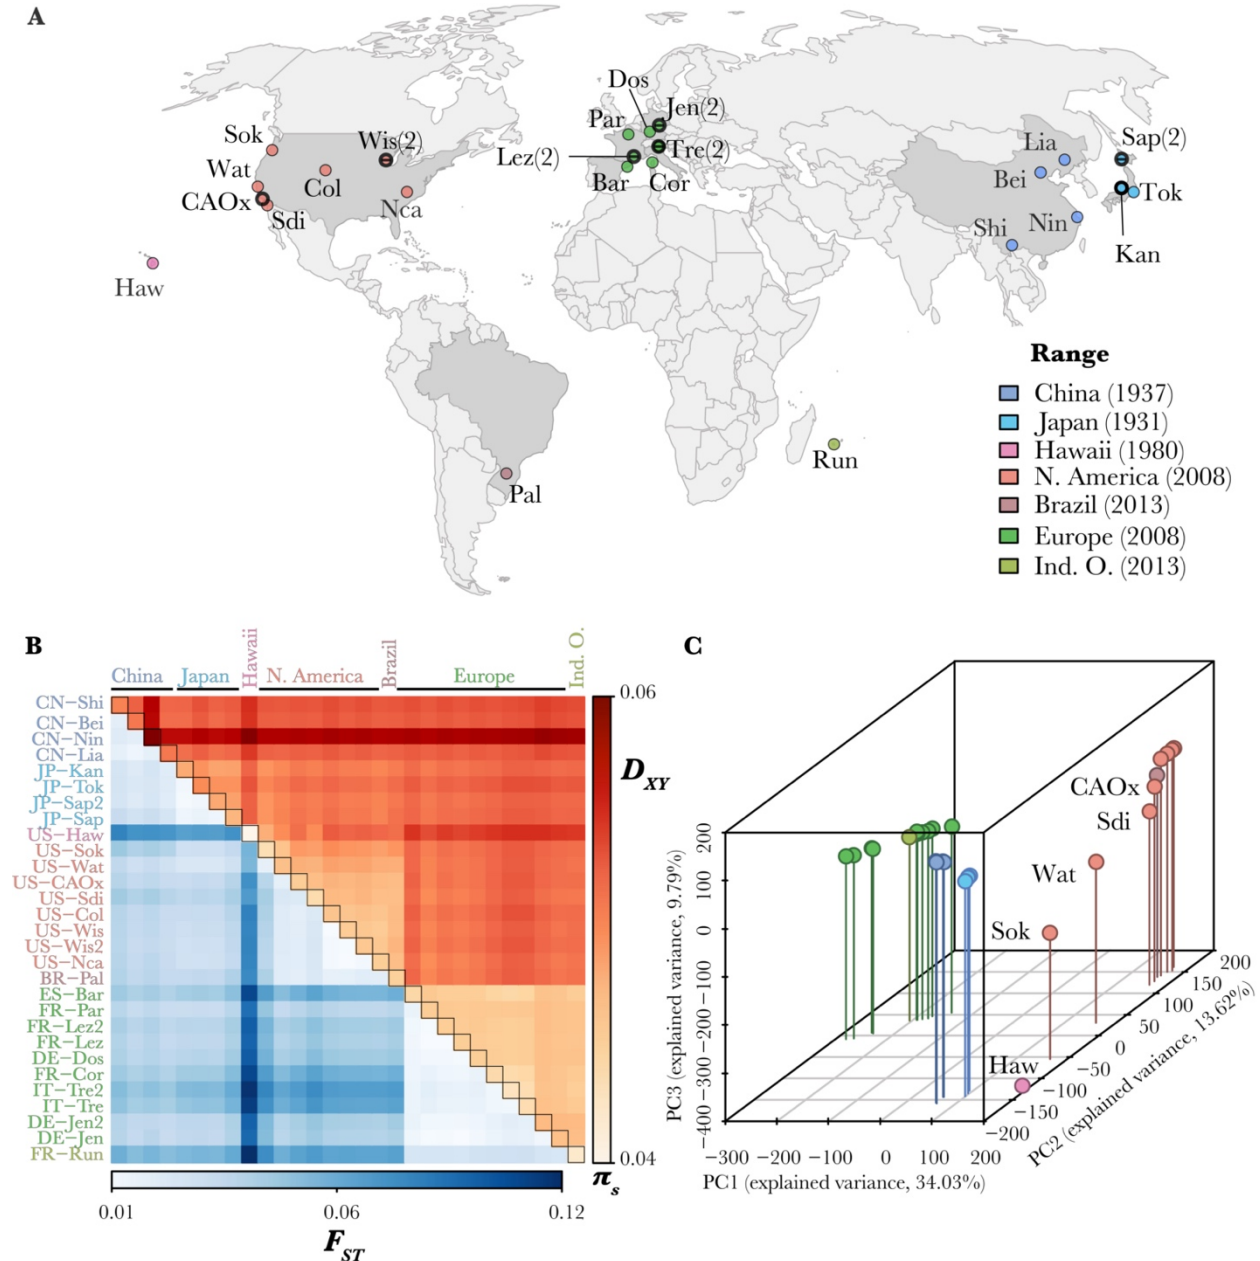 A
Dos
Jen(2)
Par
Sok
Wis(2)
Sap(2)
Lia
Lez(2)
Tre(2)
Wat
Col
Bei
Bar
Cor
Tok
CAOx
Nca
Sdi
Shi
Nin
Kan
Haw
Range
China (1937)
Japan (1931)
Hawaii (1980)
N. America (2008)
Brazil (2013)
Europe (2008)
Ind. O. (2013)
Run
Pal
B
China
Japan
Hawaii
N. America
Brazil
Europe
Ind. O.
CN−Shi
CN−Bei
CN−Nin
CN−Lia
JP−Kan
JP−Tok
JP−Sap2
JP−Sap
US−Haw
US−Sok
US−Wat
US−CAOx
US−Sdi
US−Col
US−Wis
US−Wis2
US−Nca
BR−Pal
ES−Bar
FR−Par
FR−Lez2
FR−Lez
DE−Dos
FR−Cor
IT−Tre2
IT−Tre
DE−Jen2
DE−Jen
FR−Run
0.06
DXY
0.04
πs
0.01 0.06 0.12
FST
C
CAOx
Sdi
Wat
Sok
Haw
200
100
0
−100
−200
−300
−400
PC3 (explained variance, 9.79%)
−300 −200 −100 0 100 200
PC1 (explained variance, 34.03%)
200
150
100
50
0
−50
−100
−150
−200
PC2 (explained variance, 13.62%)